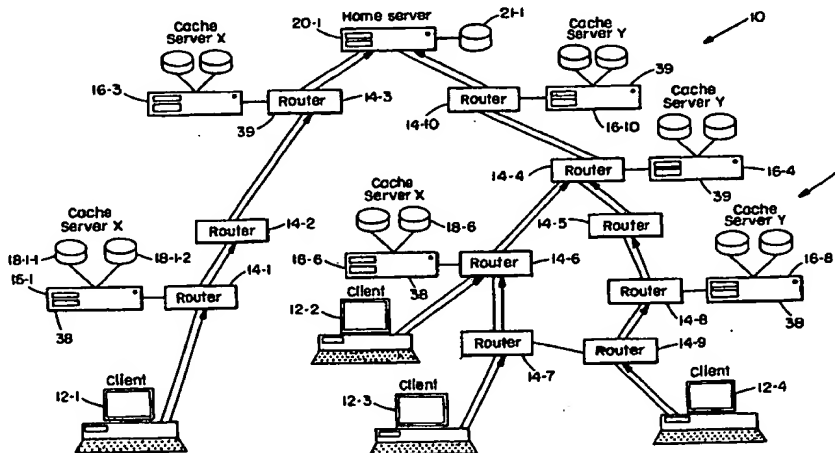 Home server
20-1
21-1
10
Cache
Server X
Cache
Server Y
39
16-3
Router
14-3
39
Router
14-10
16-10
Cache
Server Y
14-4
Router
16-4
39
Cache
Server X
Cache
Server X
18-6
Router
14-2
14-5
Router
Cache
Server Y
18-1-1
18-1-2
16-1
14-1
Router
38
16-6
Router
14-6
38
16-8
Router
14-8
38
Client
12-2
Router
14-7
Router
14-9
Client
12-1
Client
12-3
Client
12-4